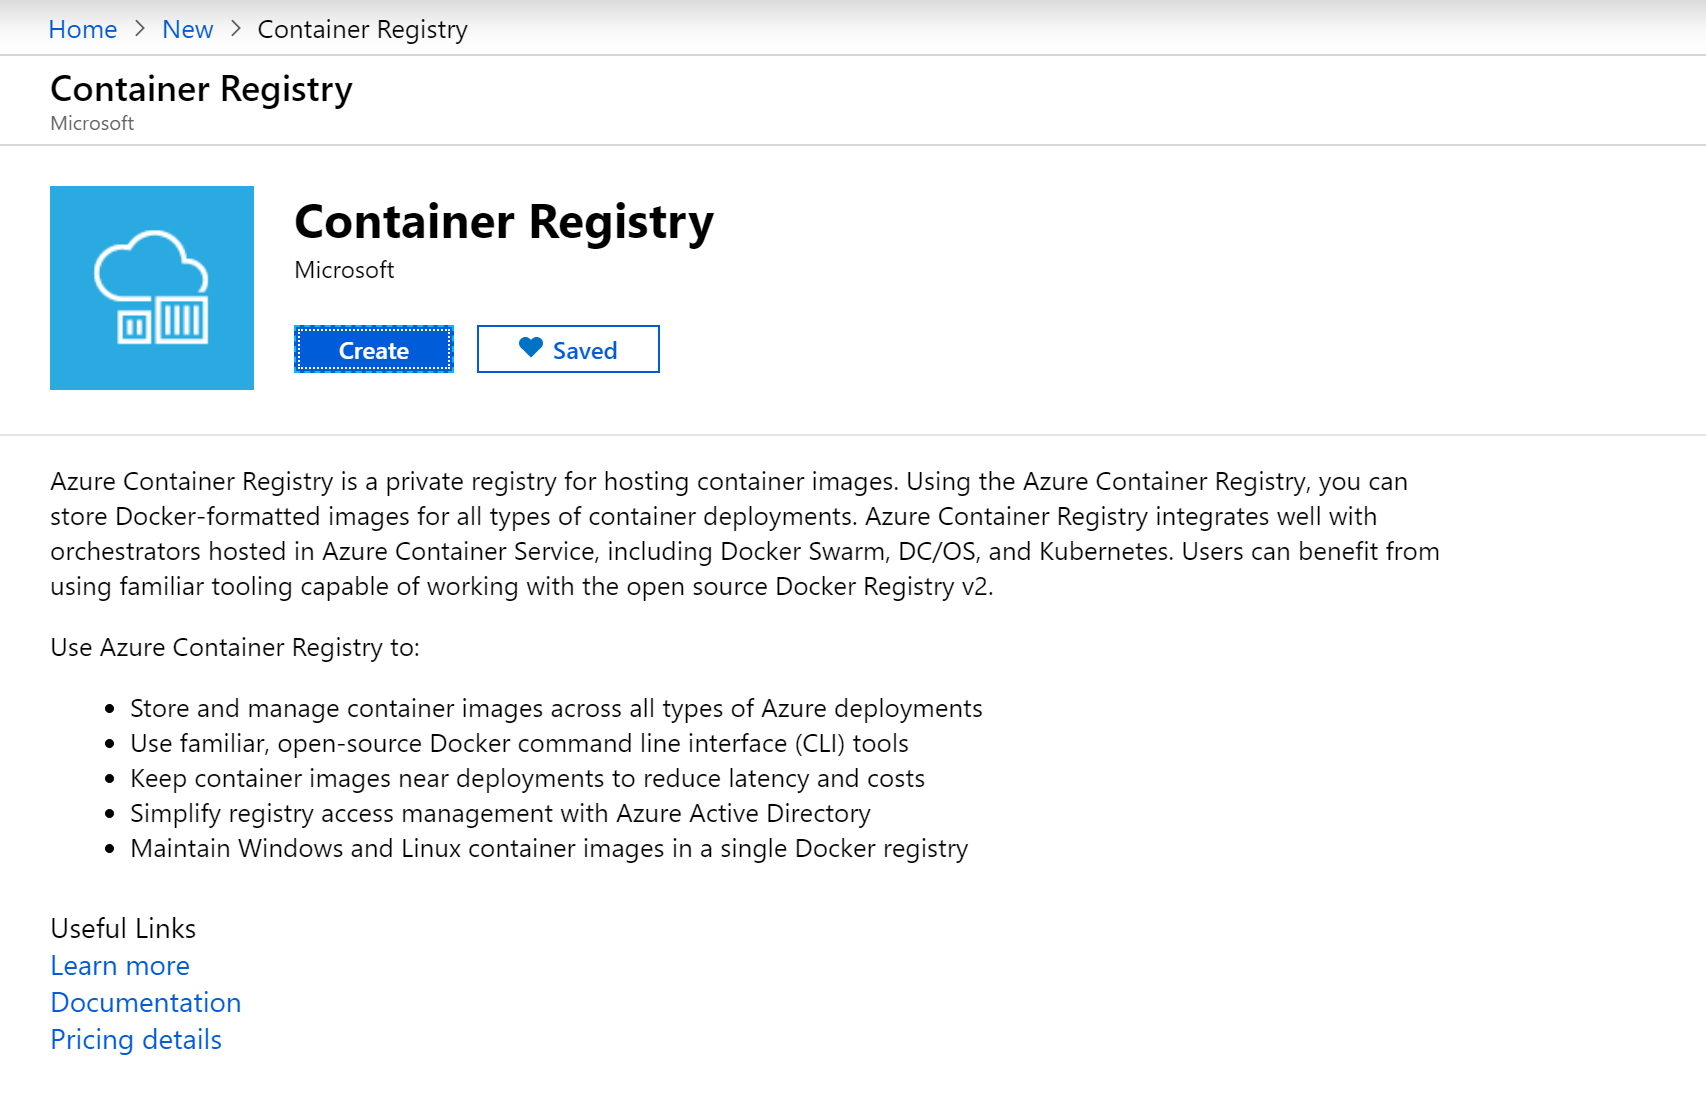 Home > New > Container Registry
Container Registry
Microsoft
Container Registry
Microsoft
Create
Saved
Azure Container Registry is a private registry for hosting container images. Using the Azure Container Registry, you can
store Docker-formatted images for all types of container deployments. Azure Container Registry integrates well with
orchestrators hosted in Azure Container Service, including Docker Swarm, DC/OS, and Kubernetes. Users can benefit from
using familiar tooling capable of working with the open source Docker Registry v2.
Use Azure Container Registry to:
• Store and manage container images across all types of Azure deployments
• Use familiar, open-source Docker command line interface (CLI) tools
• Keep container images near deployments to reduce latency and costs
• Simplify registry access management with Azure Active Directory
• Maintain Windows and Linux container images in a single Docker registry
Useful Links
Learn more
Documentation
Pricing details